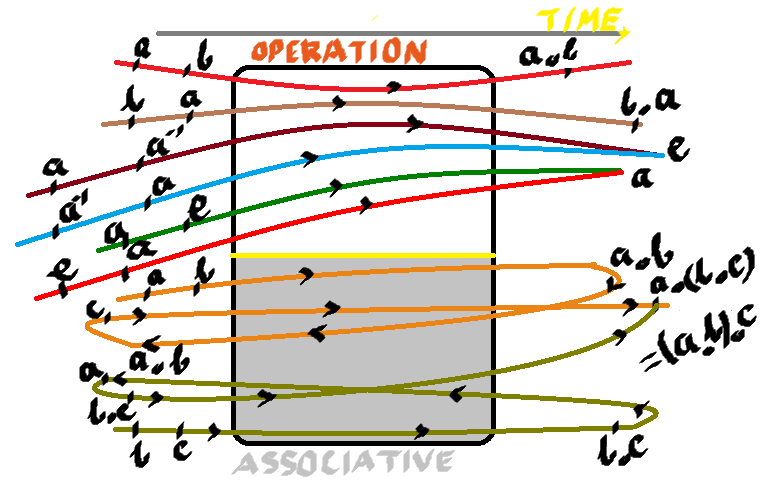 TIME
OPERATION
a b a.b
b a b.a
a a⁻¹ e
a⁻¹ a
a e a
e a
a b a.b
c a.(b.c)
a.b =(a.b).c
a
b.c
b c b.c
ASSOCIATIVE